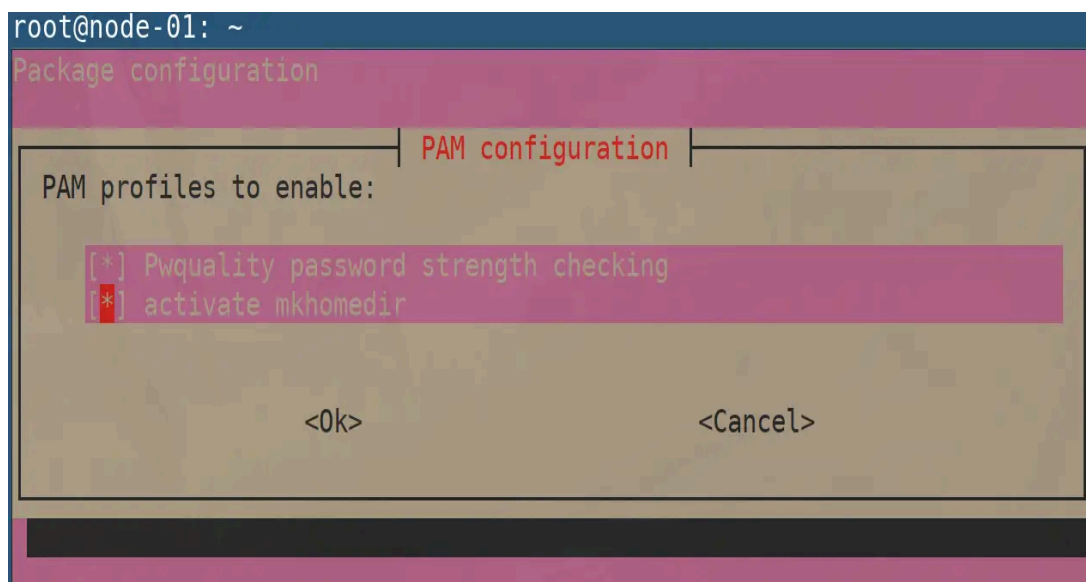 root@node-01: ~
Package configuration
PAM configuration
PAM profiles to enable:
[*] Pwquality password strength checking
[*] activate mkhomedir
<Ok> <Cancel>